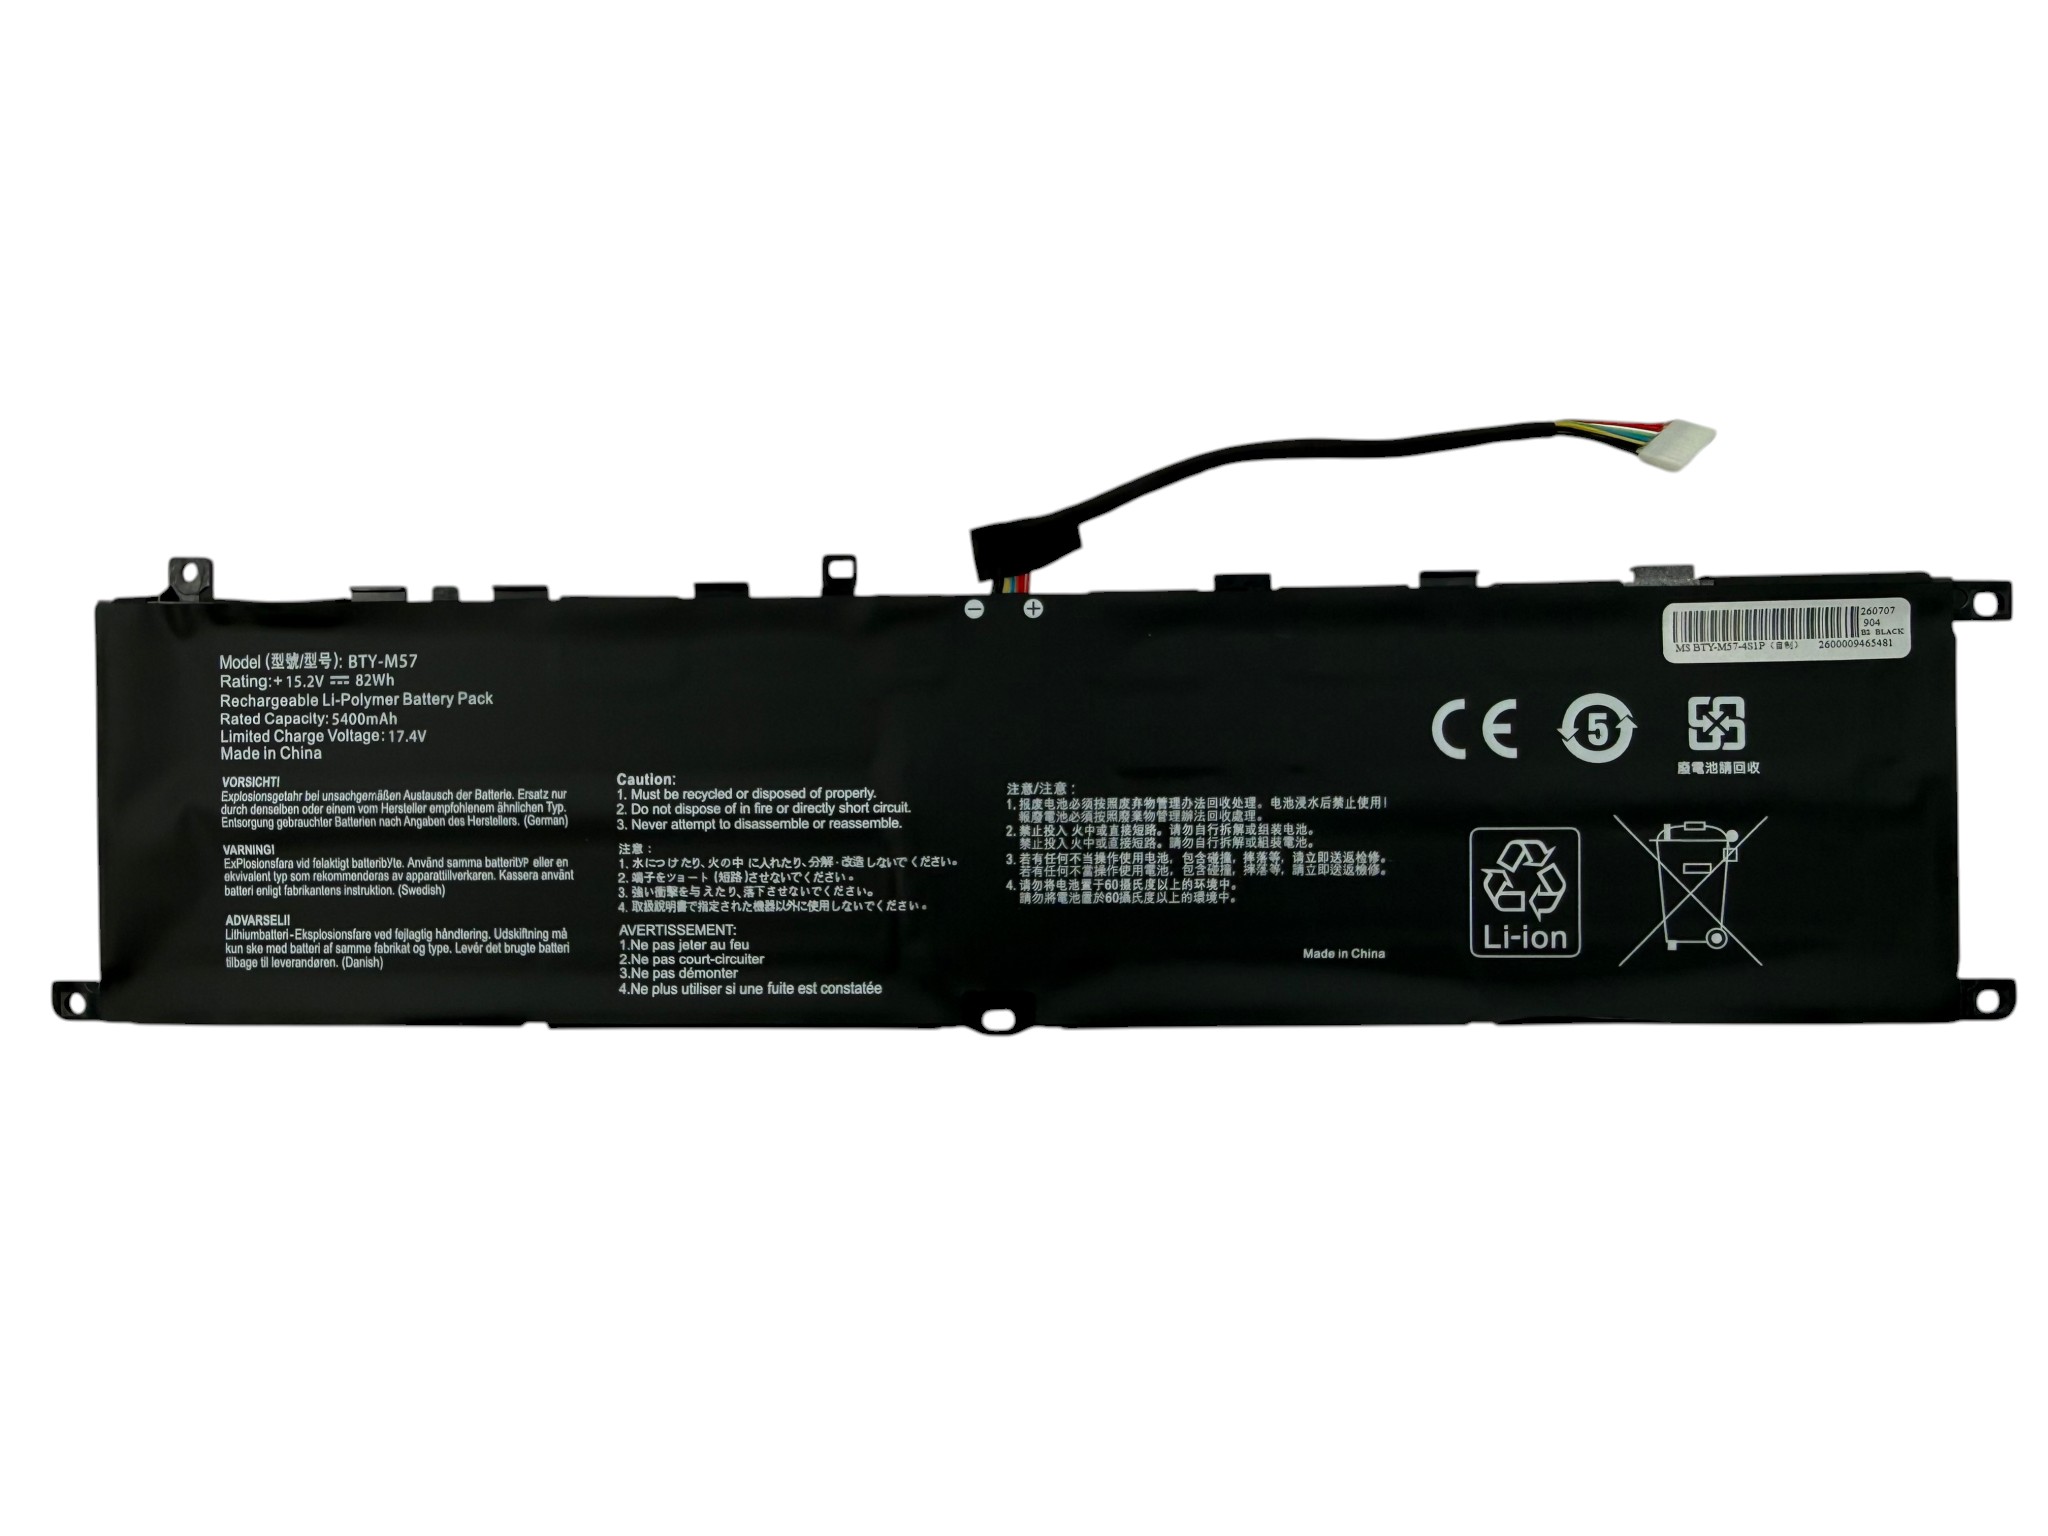 260707
904
B2 BLACK
MS BTY-M57-4S1P（自制） 2600009465481
Model (型號/型号): BTY-M57
Rating:+15.2V 82Wh
Rechargeable Li-Polymer Battery Pack
Rated Capacity: 5400mAh
Limited Charge Voltage: 17.4V
Made in China
VORSICHT!
Explosionsgetahr bei unsachgemäßen Austausch der Batterie. Ersatz nur
durch denselben oder einem vom Hersteller empfohlenem ähnlichen Typ.
Entsorgung gebrauchter Batterien nach Angaben des Herstellers. (German)
VARNING!
ExPlosionsfara vid felaktigt batteribYte. Använd samma batteritYP eller en
ekvivalent typ som rekommenderas av apparattillverkaren. Kassera använt
batteri enligt fabrikantens instruktion. (Swedish)
ADVARSELI!
Lithiumbatteri-Eksplosionsfare ved fejlagtig håndtering. Udskiftning må
kun ske med batteri af samme fabrikat og type. Levér det brugte batteri
tilbage til leverandøren. (Danish)
Caution:
1. Must be recycled or disposed of properly.
2. Do not dispose of in fire or directly short circuit.
3. Never attempt to disassemble or reassemble.
注意：
1. 水につけたり、火の中 に入れたり、分解・改造しないでください。
2. 端子をツョート (短路)させないでください。
3. 強い衝撃を与えたり、落下させないでください。
4. 取扱説明書で指定された機器以外に使用しないでください。
AVERTISSEMENT:
1.Ne pas jeter au feu
2.Ne pas court-circuiter
3.Ne pas démonter
4.Ne plus utiliser si une fuite est constatée
注意/注意：
1. 报废电池必须按照废弃物管理办法回收处理。电池浸水后禁止使用！
報廢電池必須按照廢棄物管理辦法回收處理。
2. 禁止投入 火中或直接短路。请勿自行拆解或组装电池。
禁止投入 火中或直接短路。請勿自行拆解或組裝電池。
3. 若有任何不当操作使用电池，包含碰撞，摔落等，请立即送返检修。
若有任何不當操作使用電池，包含碰撞，摔落等，請立即送返檢修。
4. 请勿将电池置于60摄氏度以上的环境中。
請勿將電池置於60攝氏度以上的環境中。
Made in China
CE
5
廢電池請回收
Li-ion